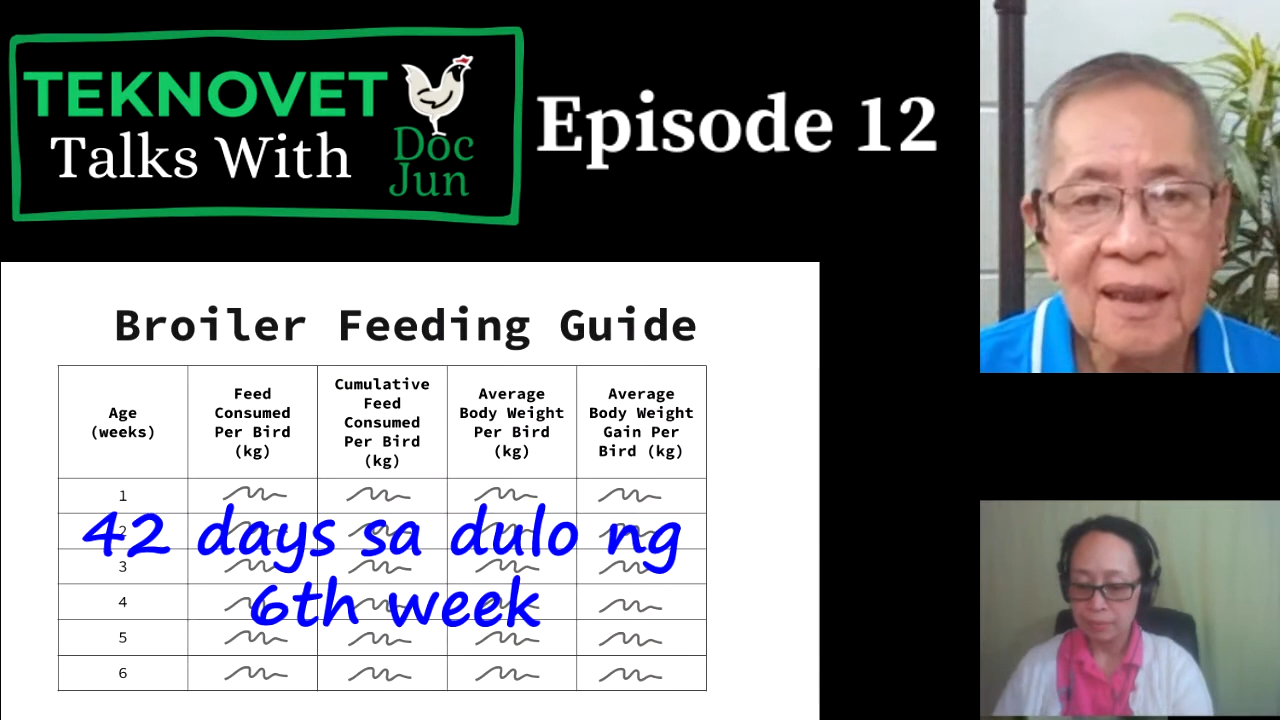 TEKNOVET
Talks With
Doc
Jun
Episode 12
Broiler Feeding Guide
Age
(weeks)
Feed
Consumed
Per Bird
(kg)
Cumulative
Feed
Consumed
Per Bird
(kg)
Average
Body Weight
Per Bird
(kg)
Average
Body Weight
Gain Per
Bird (kg)
1
2
3
4
5
6
42 days sa dulo ng
6th week